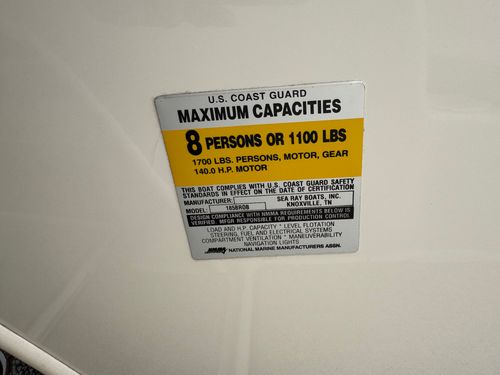 U.S. COAST GUARD
MAXIMUM CAPACITIES
8 PERSONS OR 1100 LBS
1700 LBS. PERSONS, MOTOR, GEAR
140.0 H.P. MOTOR
THIS BOAT COMPLIES WITH U.S. COAST GUARD SAFETY
STANDARDS IN EFFECT ON THE DATE OF CERTIFICATION
MANUFACTURER: SEA RAY BOATS, INC.
MODEL: 185BROB KNOXVILLE, TN
DESIGN COMPLIANCE WITH NMMA REQUIREMENTS BELOW IS
VERIFIED. MFGR RESPONSIBLE FOR PRODUCTION CONTROL
LOAD AND H.P. CAPACITY * LEVEL FLOTATION
STEERING, FUEL AND ELECTRICAL SYSTEMS
COMPARTMENT VENTILATION * MANEUVERABILITY
NAVIGATION LIGHTS
NMMA NATIONAL MARINE MANUFACTURERS ASSN.